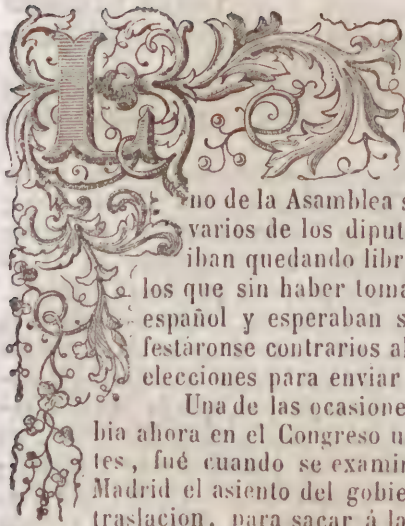 L
no de la Asamblea s
varios de los diput
iban quedando libr
los que sin haber toma
español y esperaban s
festáronse contrarios al
elecciones para enviar
Una de las ocasione
bia ahora en el Congreso u
tes, fué cuando se examin
Madrid el asiento del gobie
traslacion, para sacar á la